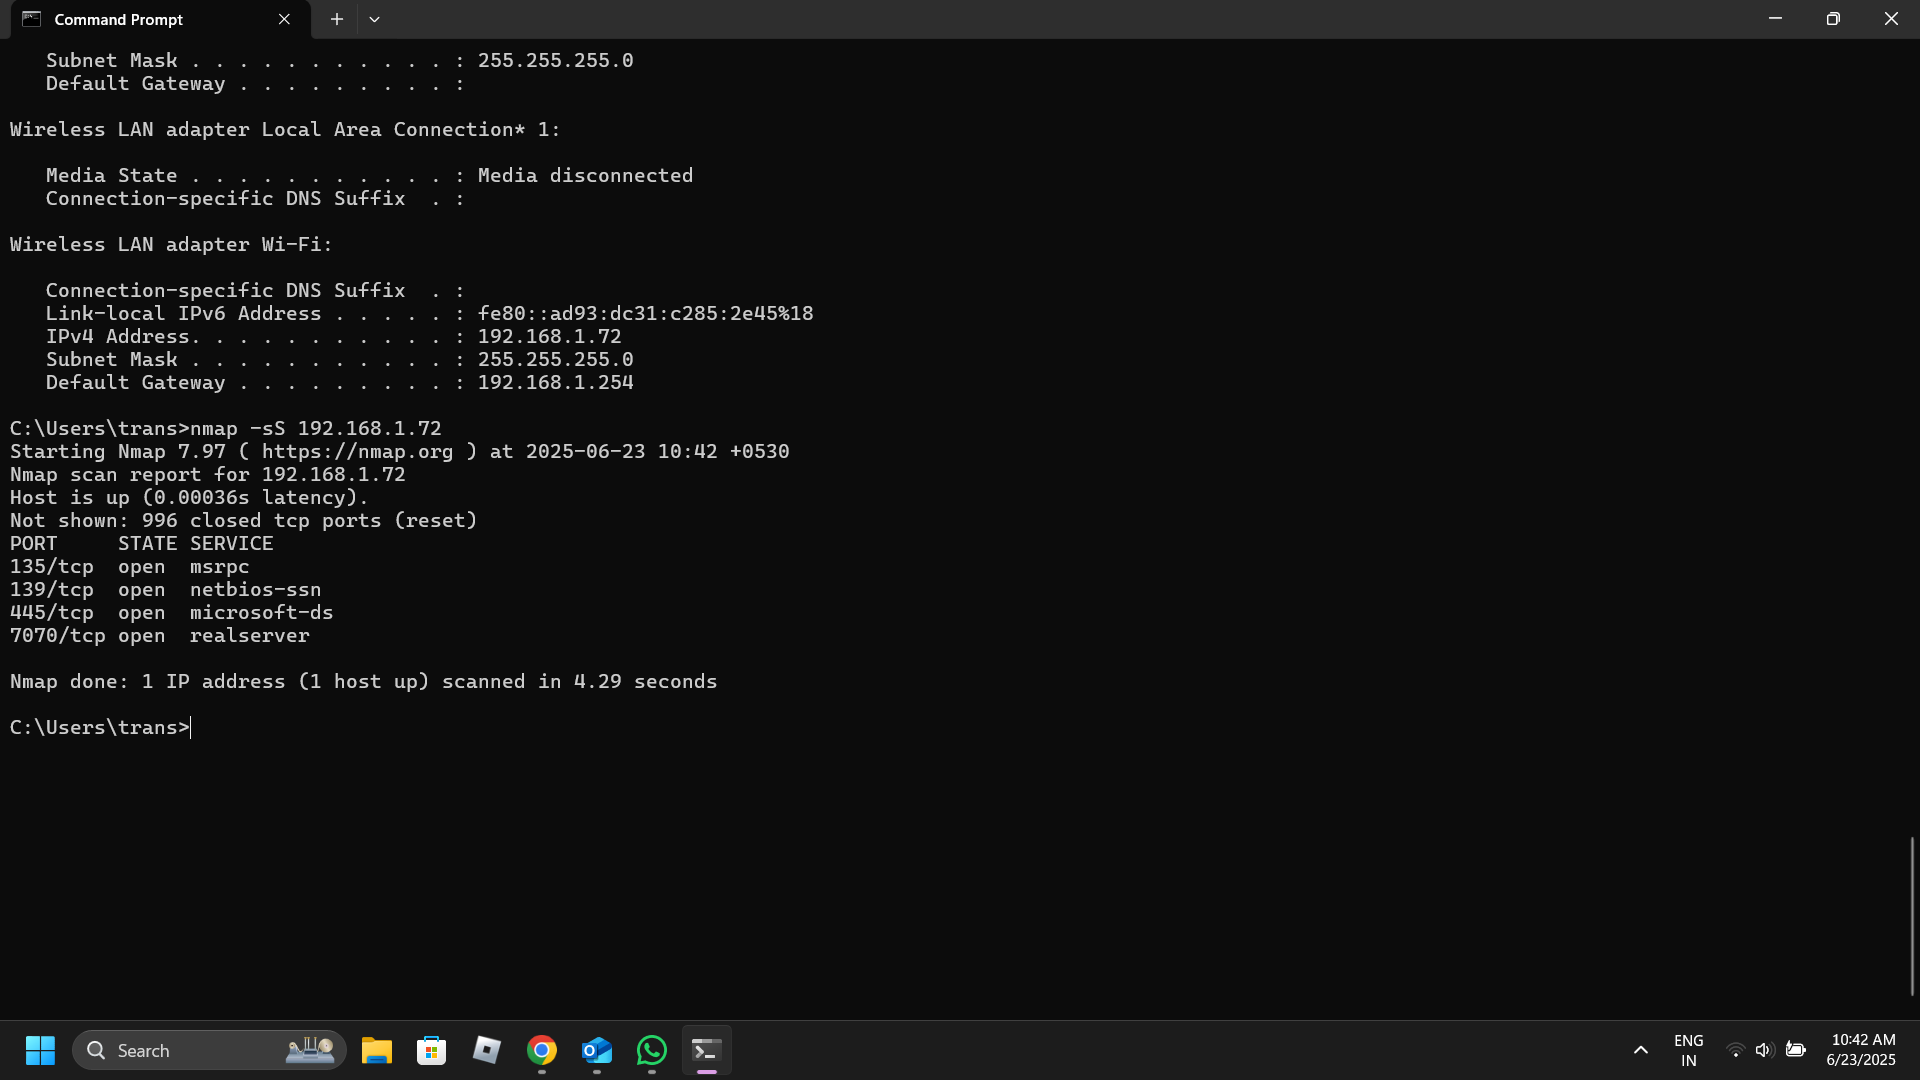 Command Prompt
   Subnet Mask . . . . . . . . . . . : 255.255.255.0
   Default Gateway . . . . . . . . . :
Wireless LAN adapter Local Area Connection* 1:
   Media State . . . . . . . . . . . : Media disconnected
   Connection-specific DNS Suffix  . :
Wireless LAN adapter Wi-Fi:
   Connection-specific DNS Suffix  . :
   Link-local IPv6 Address . . . . . : fe80::ad93:dc31:c285:2e45%18
   IPv4 Address. . . . . . . . . . . : 192.168.1.72
   Subnet Mask . . . . . . . . . . . : 255.255.255.0
   Default Gateway . . . . . . . . . : 192.168.1.254
C:\Users\trans>nmap -sS 192.168.1.72
Starting Nmap 7.97 ( https://nmap.org ) at 2025-06-23 10:42 +0530
Nmap scan report for 192.168.1.72
Host is up (0.00036s latency).
Not shown: 996 closed tcp ports (reset)
PORT     STATE SERVICE
135/tcp  open  msrpc
139/tcp  open  netbios-ssn
445/tcp  open  microsoft-ds
7070/tcp open  realserver
Nmap done: 1 IP address (1 host up) scanned in 4.29 seconds
C:\Users\trans>
Search
ENG
IN
10:42 AM
6/23/2025